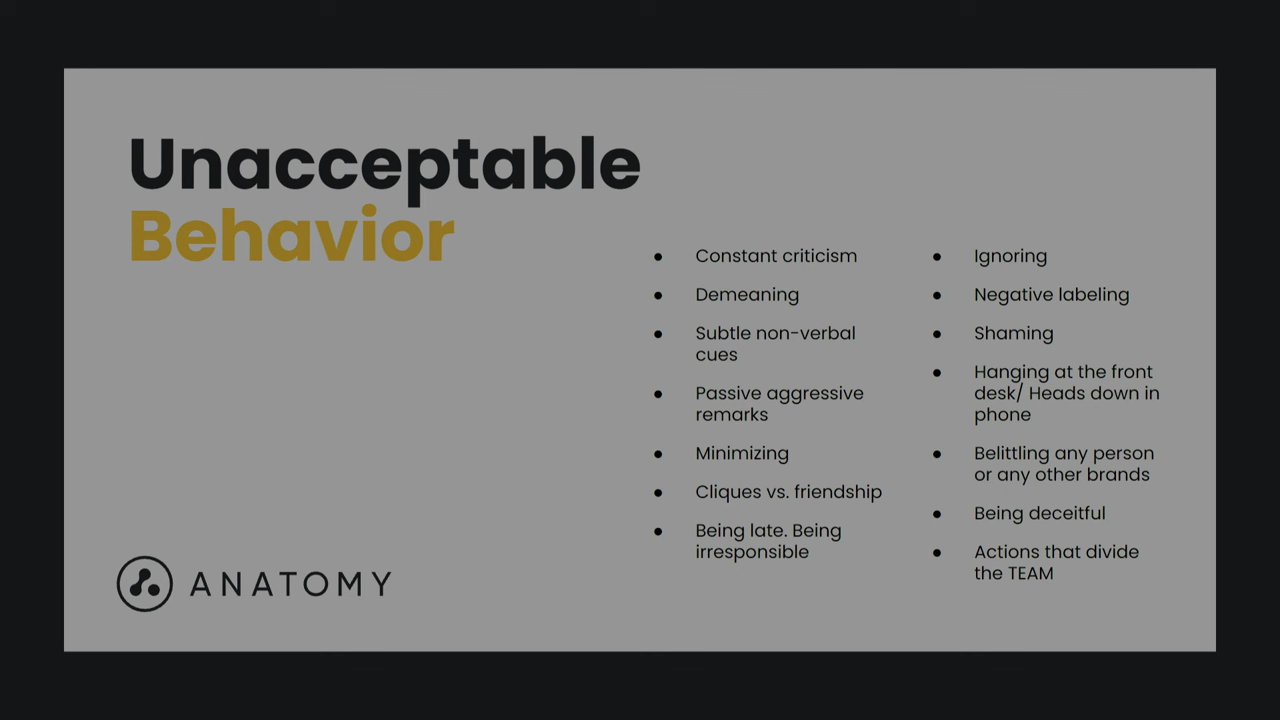 Unacceptable
Behavior
• Constant criticism
• Demeaning
• Subtle non-verbal
cues
• Passive aggressive
remarks
• Minimizing
• Cliques vs. friendship
• Being late. Being
irresponsible
• Ignoring
• Negative labeling
• Shaming
• Hanging at the front
desk/ Heads down in
phone
• Belittling any person
or any other brands
• Being deceitful
• Actions that divide
the TEAM
ANATOMY